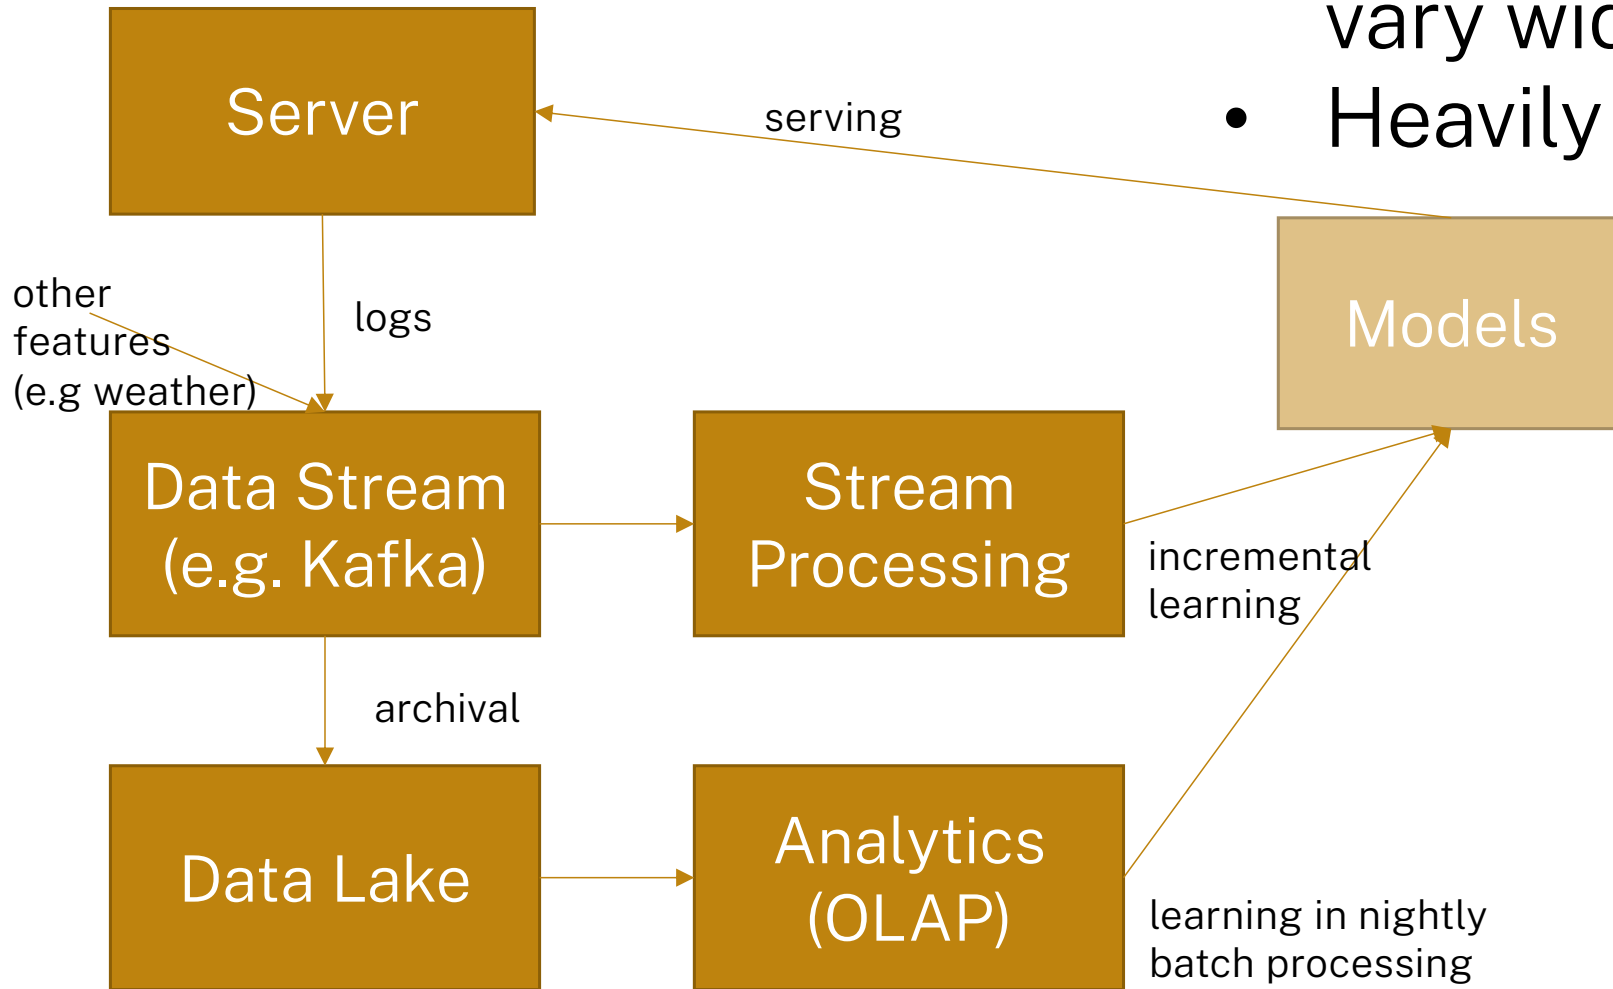 vary
Heavily
Server
serving
other
features
(e.g weather)
logs
Models
Data Stream
(e.g. Kafka)
Stream
Processing
incremental
learning
archival
Data Lake
Analytics
(OLAP)
learning in nightly
batch processing